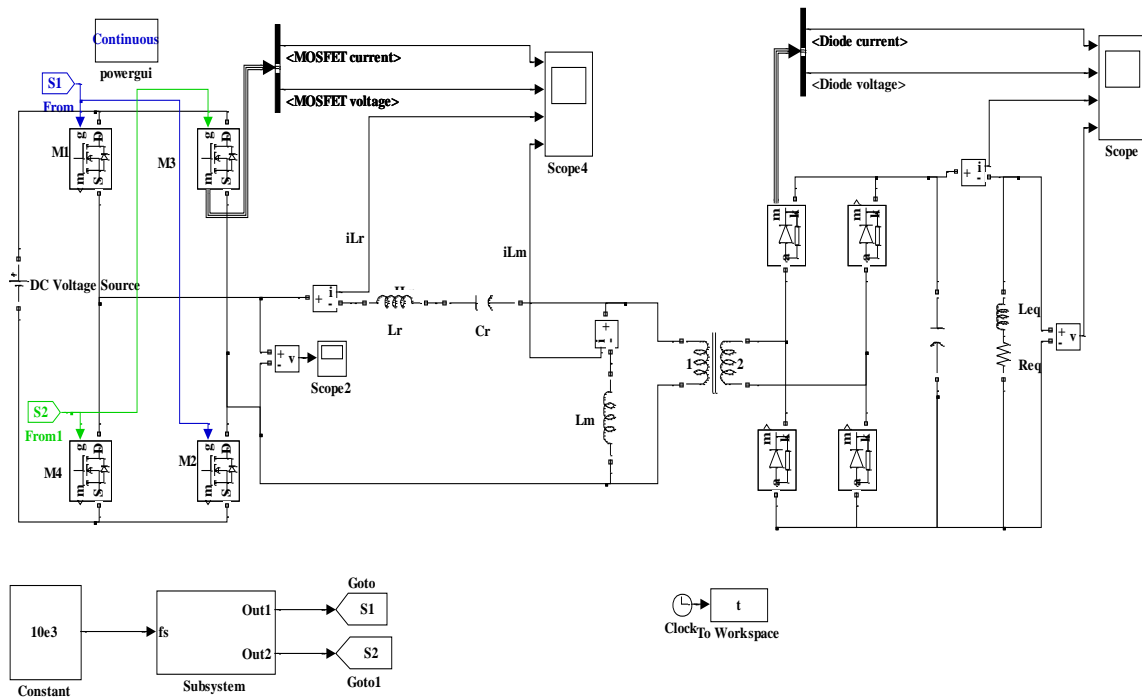 Continuous
powergui
<Diode current>
<MOSFET current>
<Diode voltage>
<MOSFET voltage>
S1
From
g
D
m
S
M1
g
D
m
S
M3
Scope4
Scope
+
i
-
m
k
a
m
k
a
iLr
iLm
DC Voltage Source
+
+
i
-
Lr
Cr
+
i
-
+
-
v
Scope2
1
2
Leq
+
-
v
Req
S2
From1
Lm
g
D
m
S
M4
g
D
m
S
M2
m
k
a
m
k
a
Goto
10e3
fs
Out1
S1
Out2
S2
Constant
Subsystem
Goto1
Clock
t
To Workspace